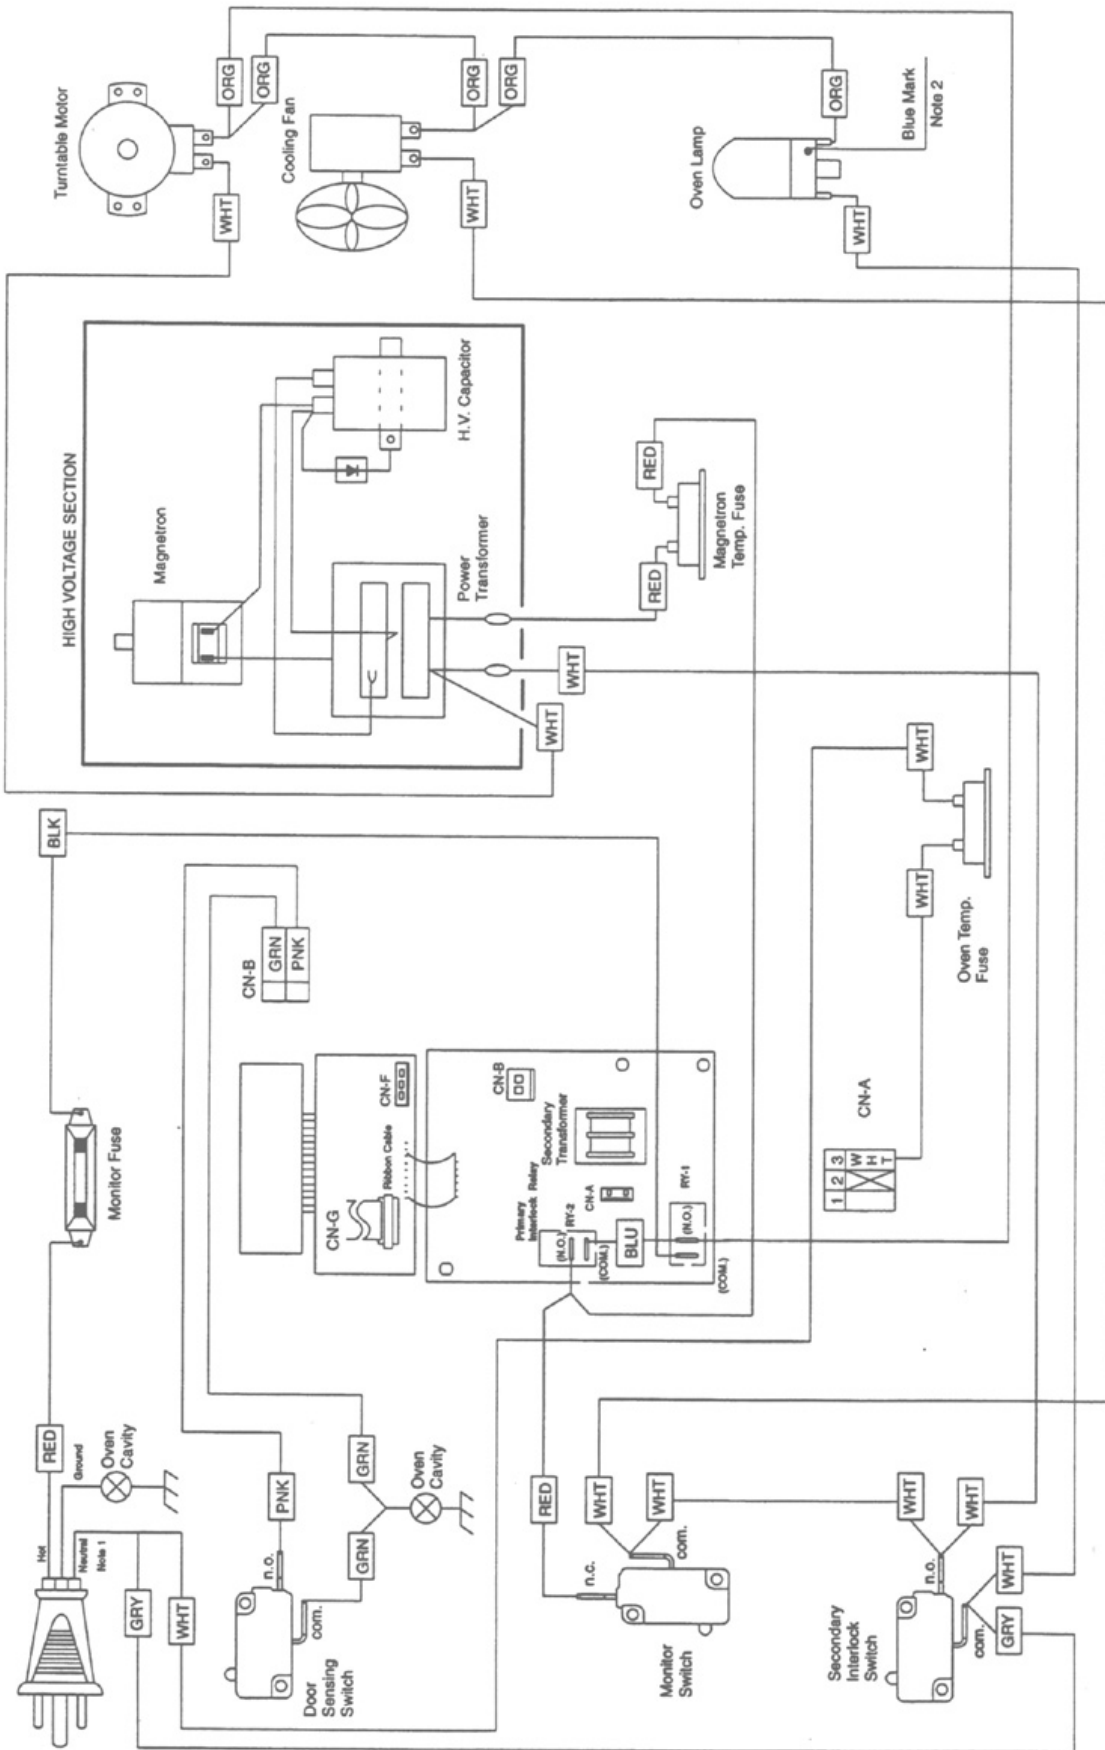 Hot
Ground
Neutral
Note 1
RED
Oven
Cavity
GRY
WHT
Monitor Fuse
BLK
Turntable Motor
WHT
ORG
ORG
Cooling Fan
WHT
ORG
ORG
Oven Lamp
WHT
ORG
Blue Mark
Note 2
HIGH VOLTAGE SECTION
Magnetron
H.V. Capacitor
Power
Transformer
WHT
WHT
RED
RED
Magnetron
Temp. Fuse
Door
Sensing
Switch
n.o.
com.
PNK
GRN
GRN
Oven
Cavity
CN-B
GRN
PNK
CN-G
Ribbon Cable
CN-F
CN-B
Secondary
Transformer
Primary
Interlock Relay
RY-2
(N.O.)
(COM.)
CN-A
BLU
RY-1
(N.O.)
(COM.)
Monitor
Switch
n.c.
com.
RED
WHT
WHT
CN-A
1 2 3
W
H
T
Oven Temp.
Fuse
WHT
WHT
Secondary
Interlock
Switch
n.o.
com.
WHT
WHT
GRY
WHT